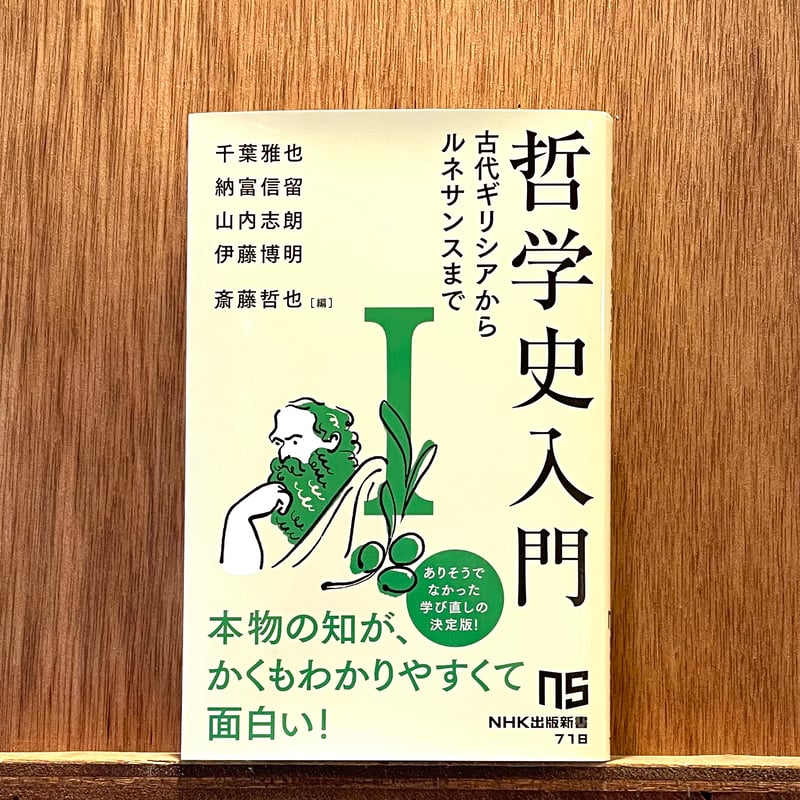 哲学史入門
I
古代ギリシアから
ルネサンスまで
千葉雅也
納富信留
山内志朗
伊藤博明
斎藤哲也[編]
ありそうで
なかった
学び直しの
決定版!
本物の知が、
かくもわかりやすくて
面白い!
NS
NHK出版新書
718